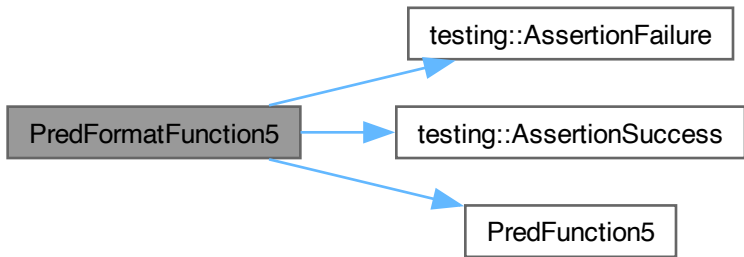 testing::AssertionFailure
PredFormatFunction5
testing::AssertionSuccess
PredFunction5